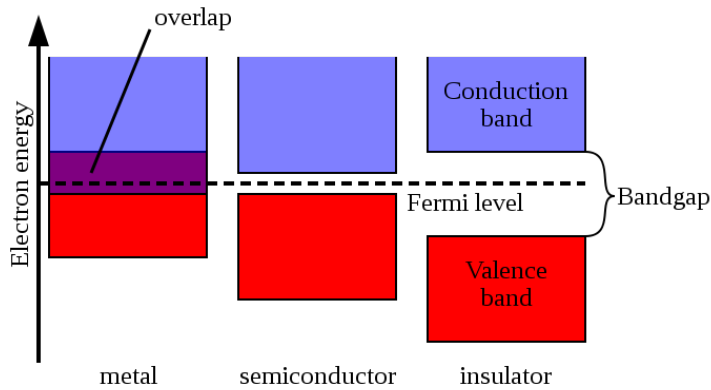 overlap
Electron energy
Conduction
band
Fermi level
Bandgap
Valence
band
metal
semiconductor
insulator